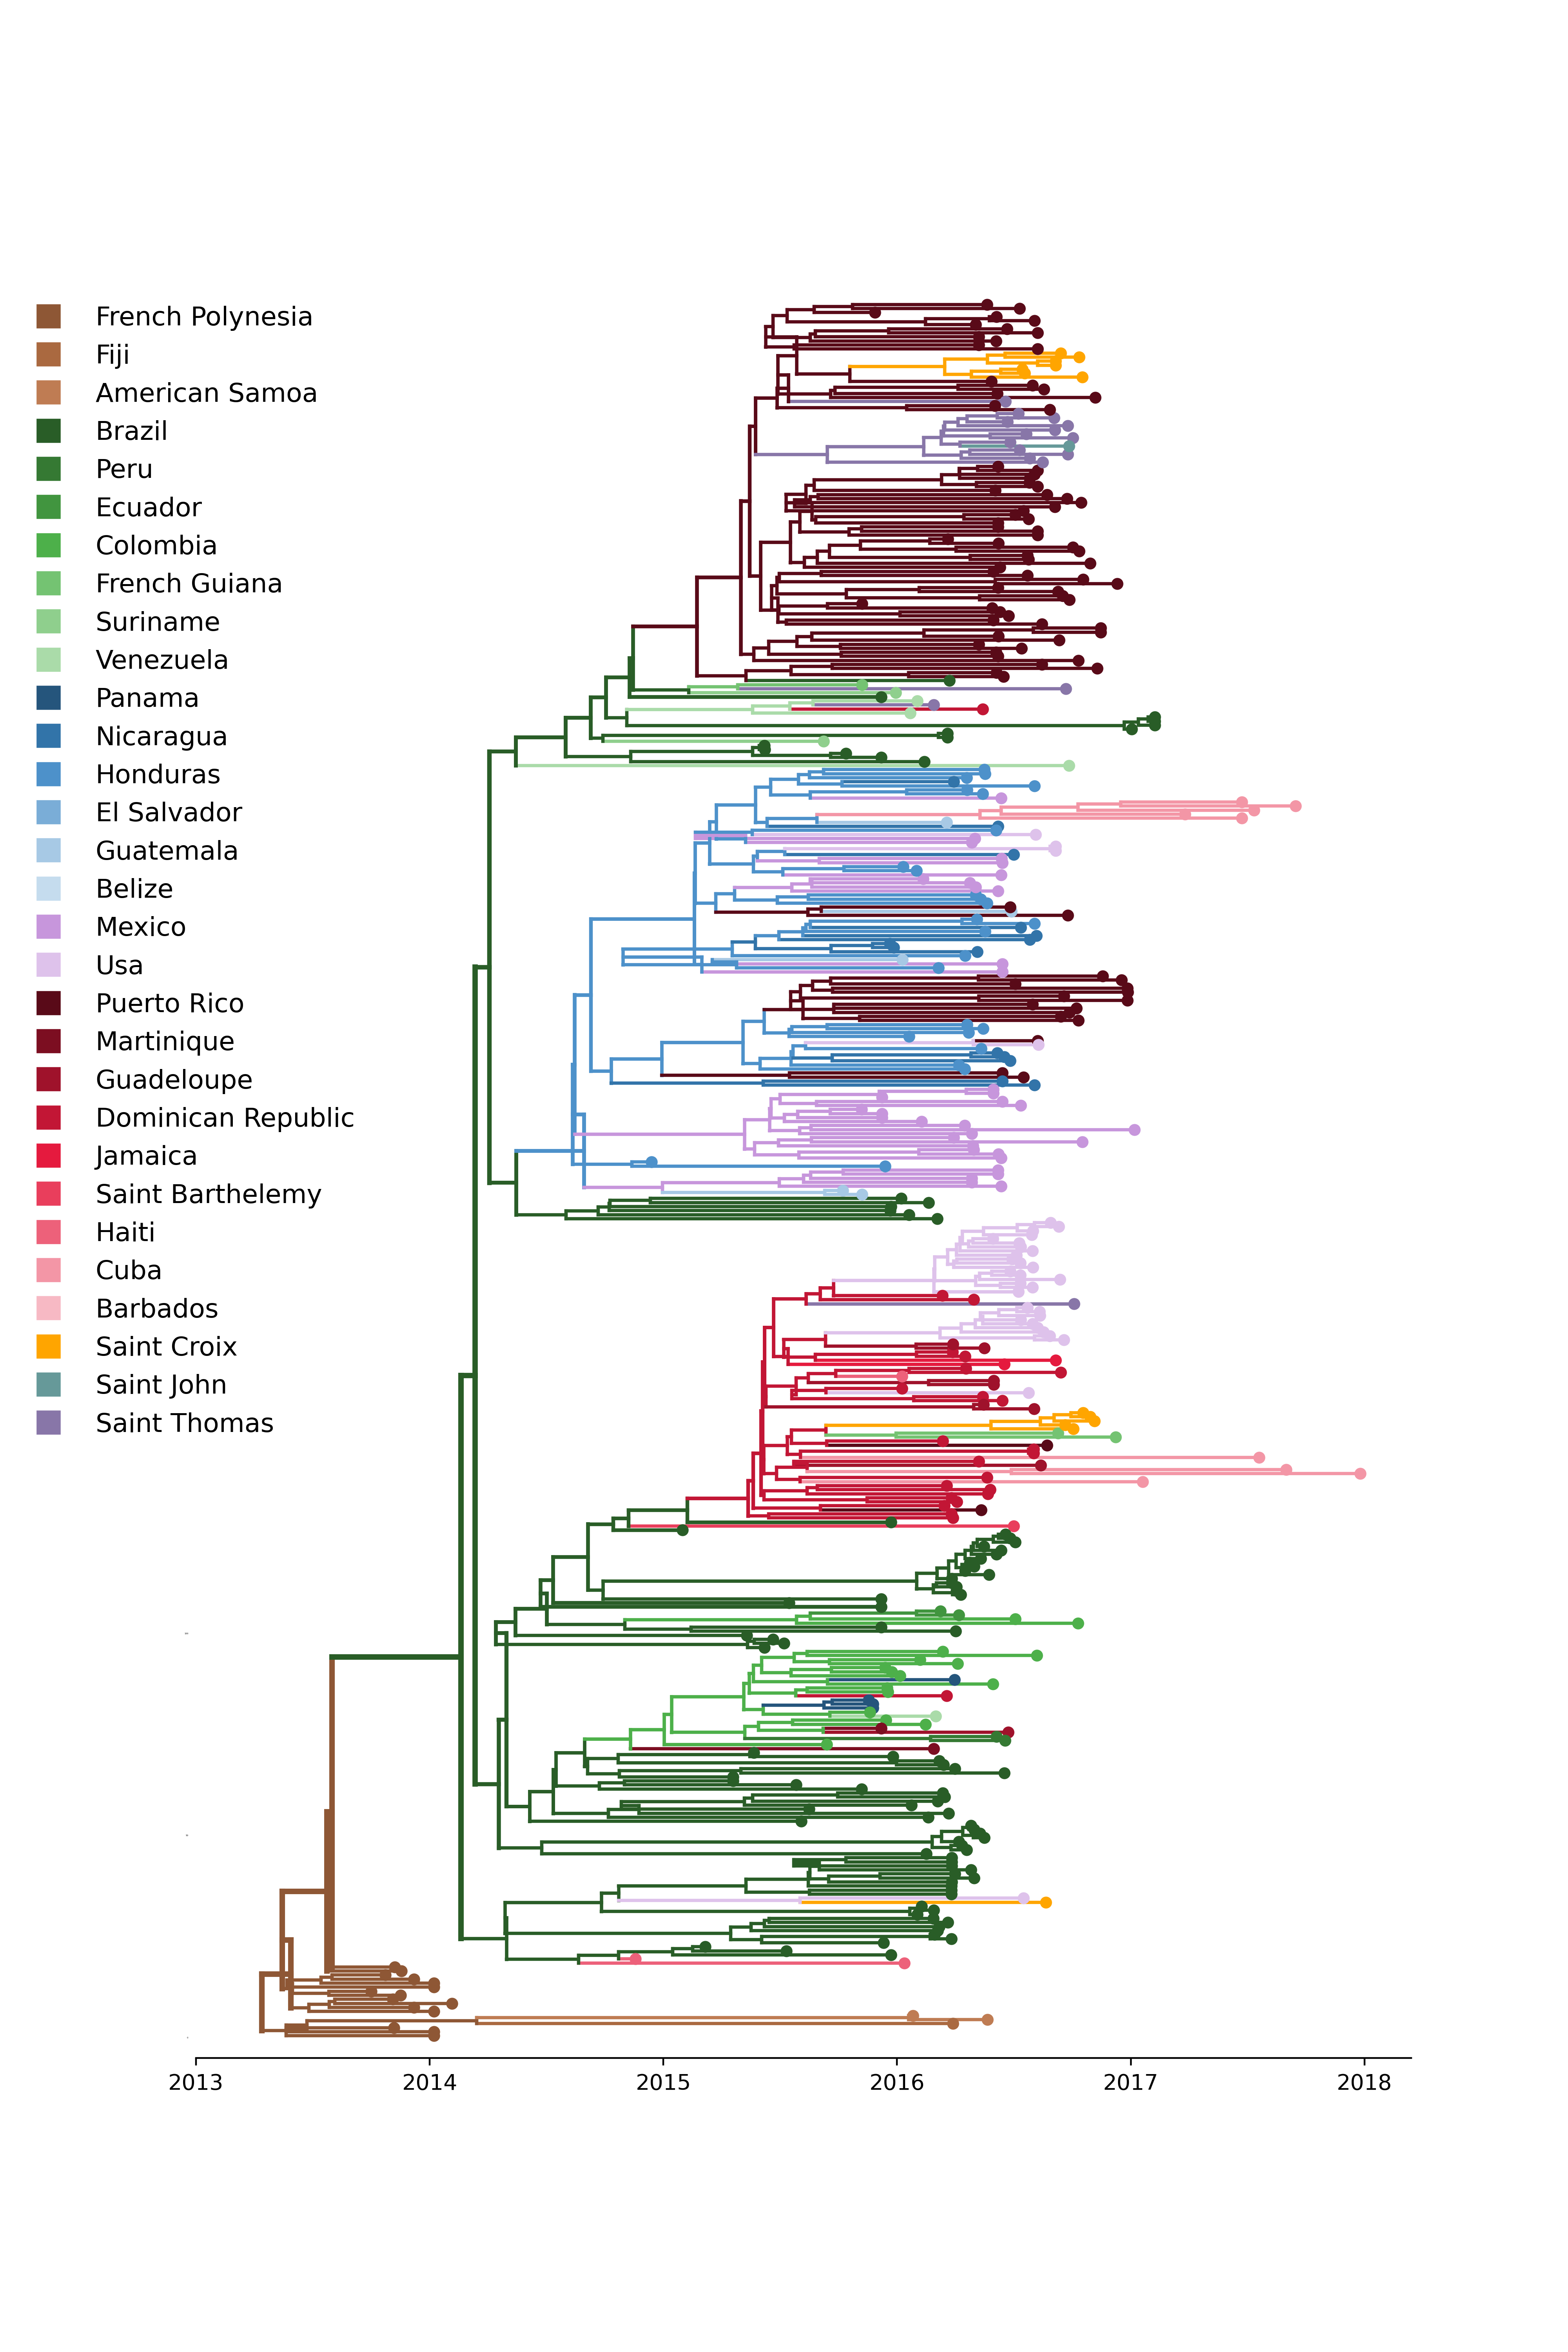 French Polynesia
Fiji
American Samoa
Brazil
Peru
Ecuador
Colombia
French Guiana
Suriname
Venezuela
Panama
Nicaragua
Honduras
El Salvador
Guatemala
Belize
Mexico
Usa
Puerto Rico
Martinique
Guadeloupe
Dominican Republic
Jamaica
Saint Barthelemy
Haiti
Cuba
Barbados
Saint Croix
Saint John
Saint Thomas
2013 2014 2015 2016 2017 2018